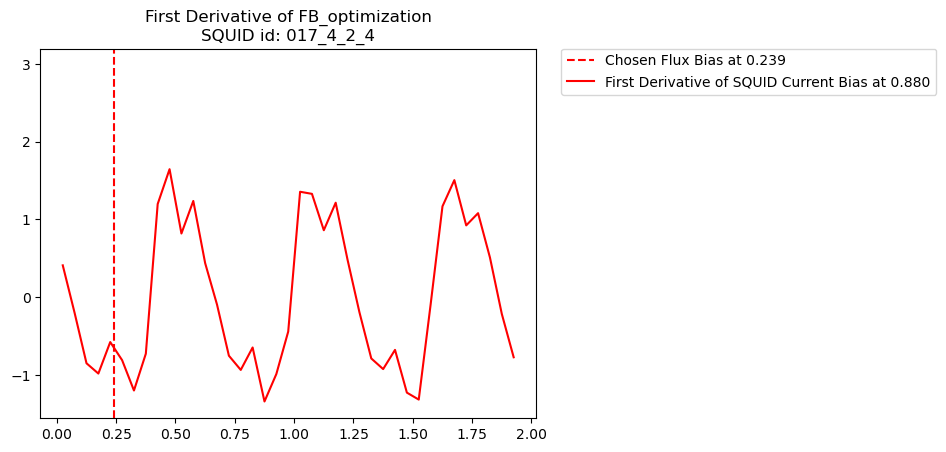 First Derivative of FB_optimization
SQUID id: 017_4_2_4
Chosen Flux Bias at 0.239
First Derivative of SQUID Current Bias at 0.880
3
2
1
0
−1
0.00 0.25 0.50 0.75 1.00 1.25 1.50 1.75 2.00